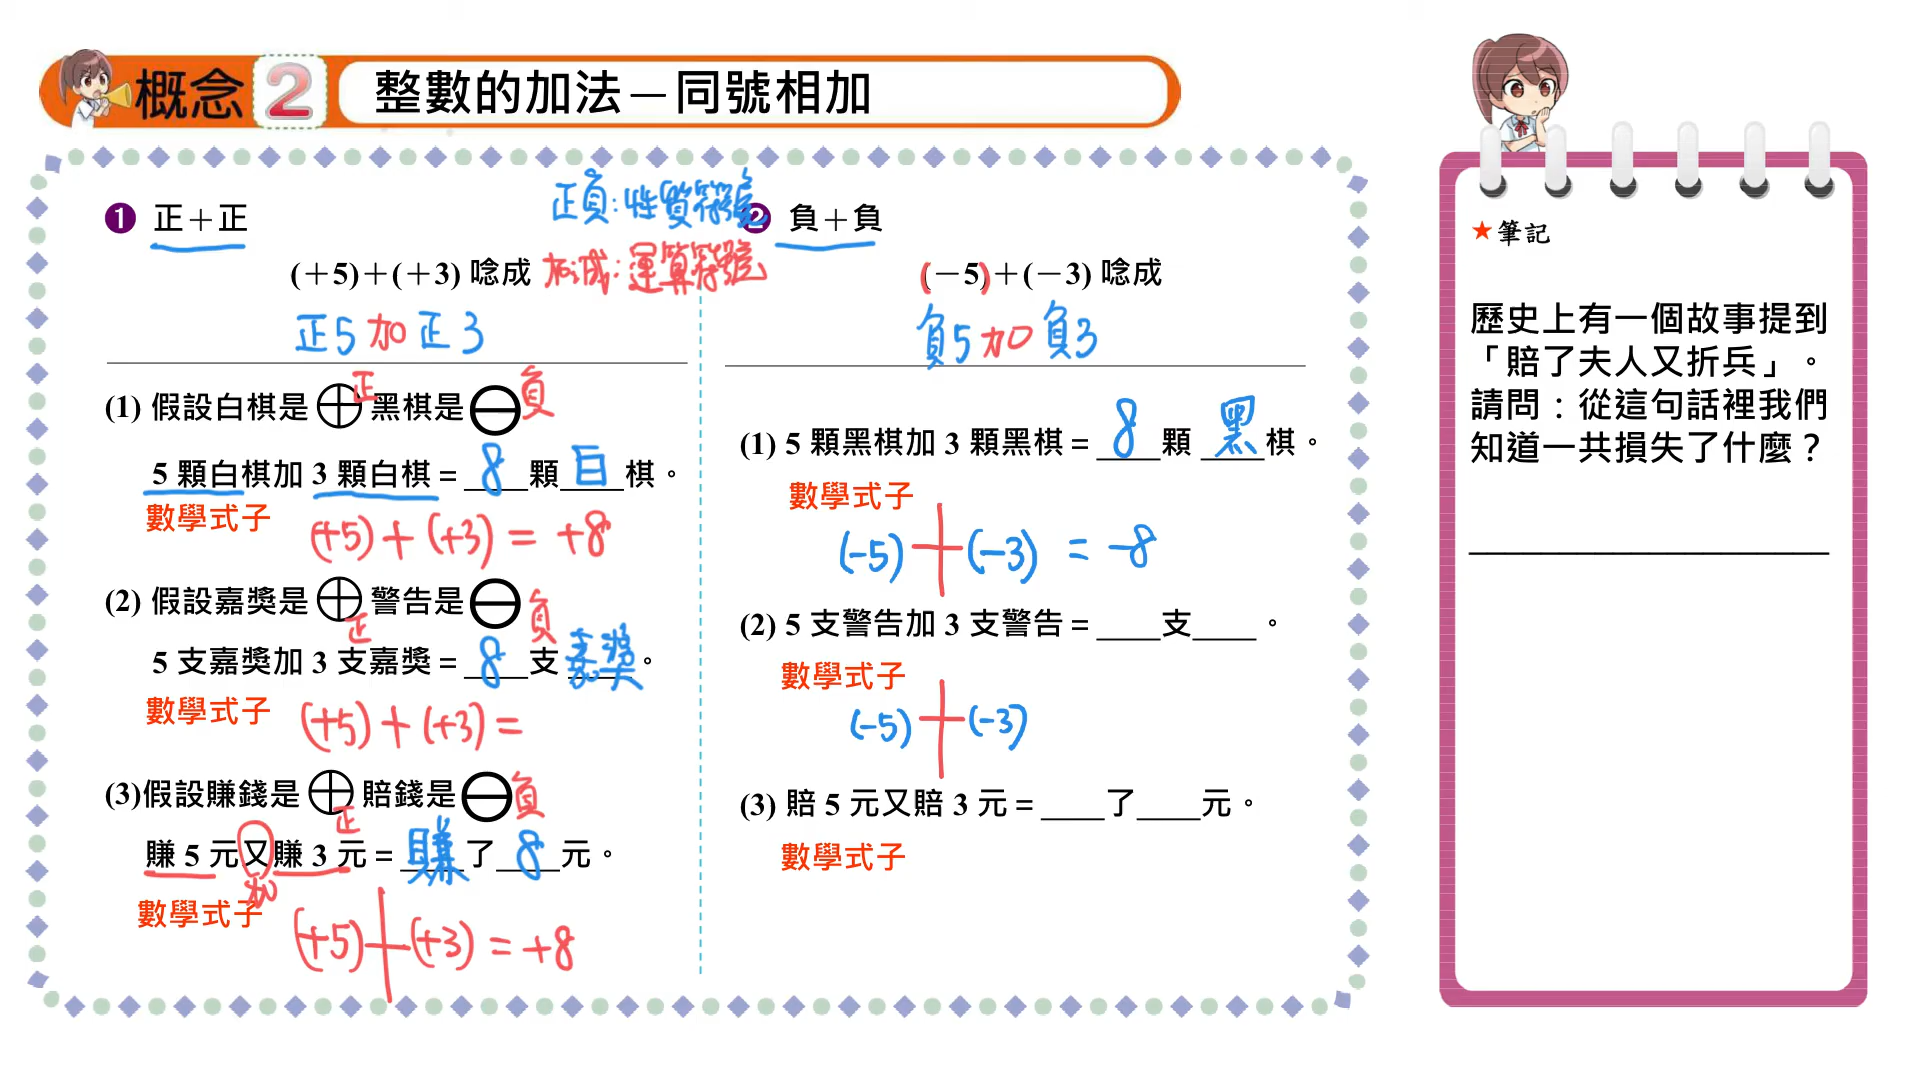 概念 2 整數的加法－同號相加
❶ 正＋正
正負：性質符號
加減：運算符號
(＋5)＋(＋3) 唸成
正5 加 正3
(1) 假設白棋是 ⊕ 正 黑棋是 ⊖ 負
5 顆白棋加 3 顆白棋 = 8 顆 白 棋。
數學式子 (+5) + (+3) = +8
(2) 假設嘉獎是 ⊕ 正 警告是 ⊖ 負
5 支嘉獎加 3 支嘉獎 = 8 支 嘉獎。
數學式子 (+5) + (+3) =
(3)假設賺錢是 ⊕ 正 賠錢是 ⊖ 負
賺 5 元又賺 3 元 = 賺 了 8 元。
加
數學式子 (+5) + (+3) = +8
❷ 負＋負
(－5)＋(－3) 唸成
負5 加 負3
(1) 5 顆黑棋加 3 顆黑棋 = 8 顆 黑 棋。
數學式子
(-5) + (-3) = -8
(2) 5 支警告加 3 支警告 = ____支____。
數學式子
(-5) + (-3)
(3) 賠 5 元又賠 3 元 = ____了____元。
數學式子
★筆記
歷史上有一個故事提到
「賠了夫人又折兵」。
請問：從這句話裡我們
知道一共損失了什麼？